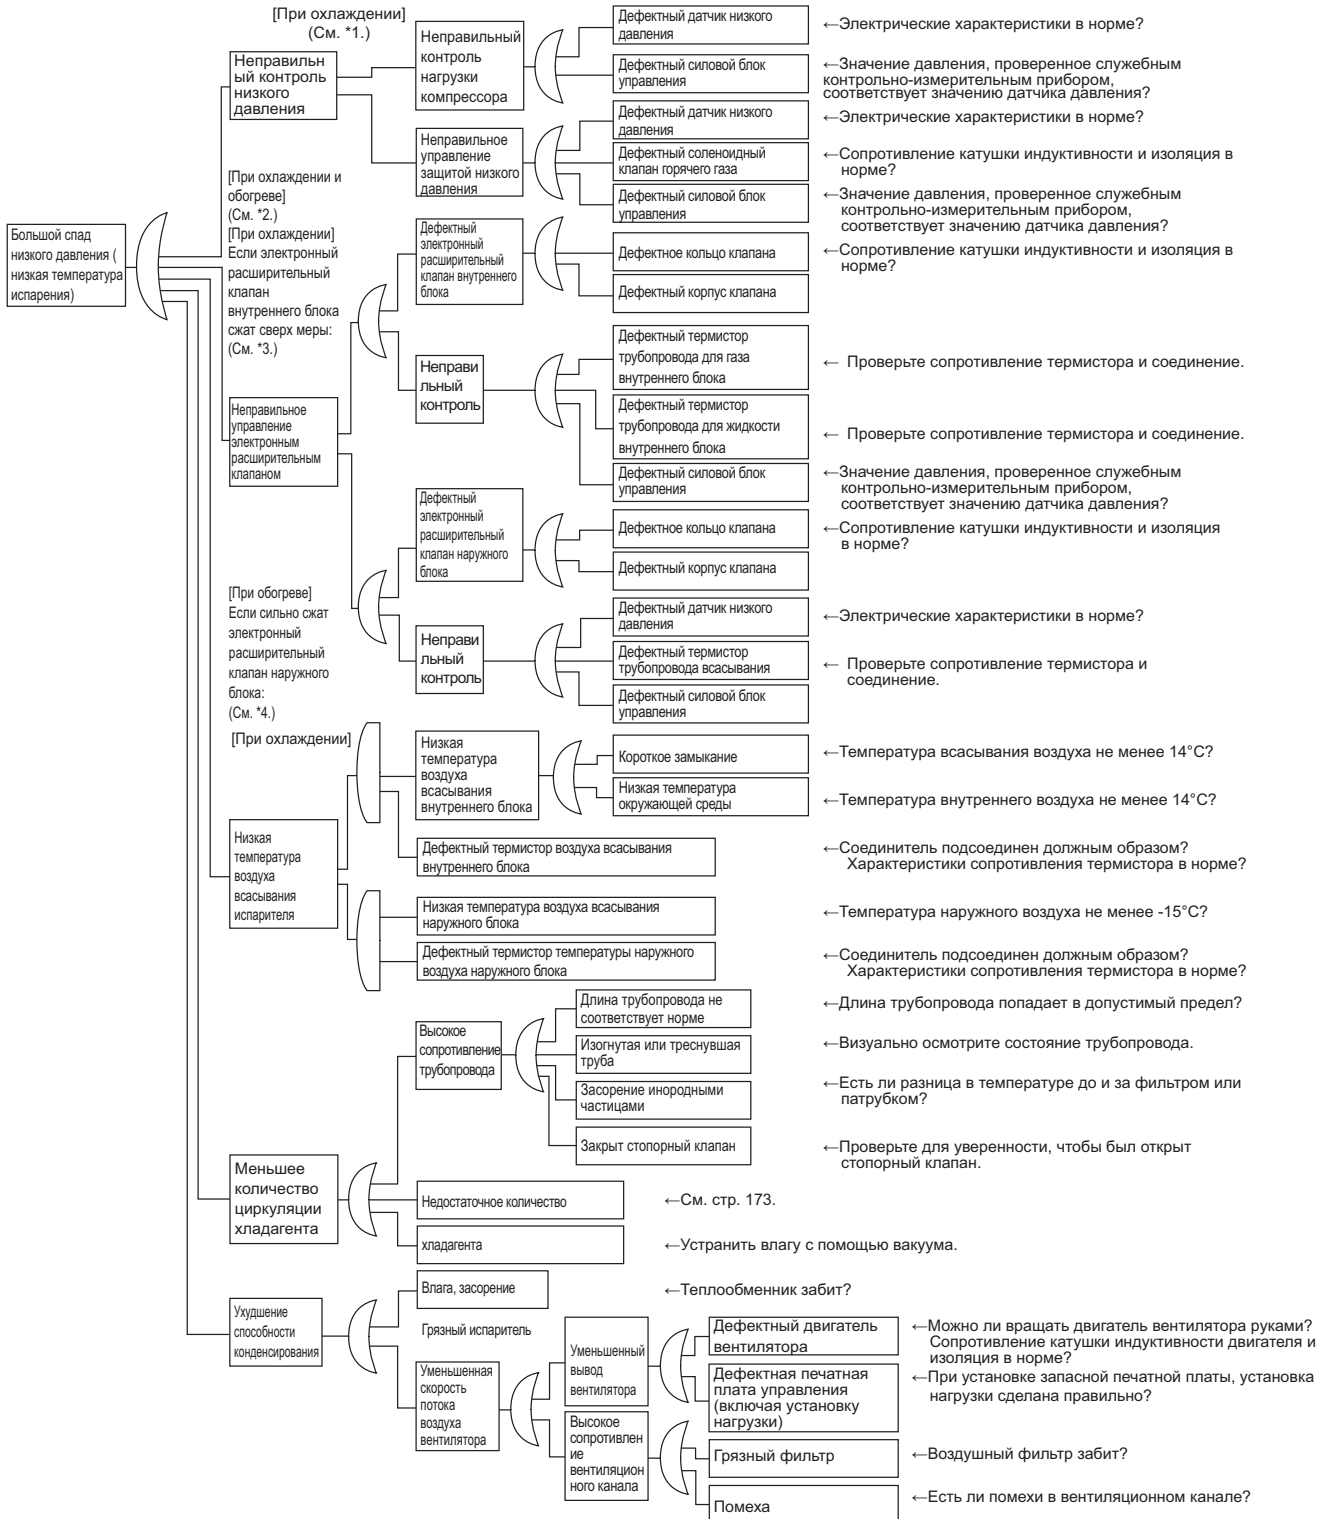 [При охлаждении]
(См. *1.)
Неправильн
ый контроль
низкого
давления
Неправильный
контроль
нагрузки
компрессора
Дефектный датчик низкого
давления
←Электрические характеристики в норме?
Дефектный силовой блок
управления
←Значение давления, проверенное служебным
контрольно-измерительным прибором,
соответствует значению датчика давления?
Неправильное
управление
защитой низкого
давления
Дефектный датчик низкого
давления
←Электрические характеристики в норме?
Дефектный соленоидный
клапан горячего газа
←Сопротивление катушки индуктивности и изоляция в
норме?
Дефектный силовой блок
управления
←Значение давления, проверенное служебным
контрольно-измерительным прибором,
соответствует значению датчика давления?
Большой спад
низкого давления (
низкая температура
испарения)
[При охлаждении и
обогреве]
(См. *2.)
[При охлаждении]
Если электронный
расширительный
клапан
внутреннего блока
сжат сверх меры:
(См. *3.)
Неправильное
управление
электронным
расширительным
клапаном
Дефектный
электронный
расширительный
клапан внутреннего
блока
Дефектное кольцо клапана
←Сопротивление катушки индуктивности и изоляция в
норме?
Дефектный корпус клапана
Неправи
льный
контроль
Дефектный термистор
трубопровода для газа
внутреннего блока
← Проверьте сопротивление термистора и соединение.
Дефектный термистор
трубопровода для жидкости
внутреннего блока
← Проверьте сопротивление термистора и соединение.
Дефектный силовой блок
управления
←Значение давления, проверенное служебным
контрольно-измерительным прибором,
соответствует значению датчика давления?
Дефектный
электронный
расширительный
клапан наружного
блока
Дефектное кольцо клапана
←Сопротивление катушки индуктивности и изоляция
в норме?
Дефектный корпус клапана
[При обогреве]
Если сильно сжат
электронный
расширительный
клапан наружного
блока:
(См. *4.)
Неправи
льный
контроль
Дефектный датчик низкого
давления
←Электрические характеристики в норме?
Дефектный термистор
трубопровода всасывания
← Проверьте сопротивление термистора и
соединение.
Дефектный силовой блок
управления
[При охлаждении]
Низкая
температура
воздуха
всасывания
испарителя
Низкая
температура
воздуха
всасывания
внутреннего блока
Короткое замыкание
←Температура всасывания воздуха не менее 14°C?
Низкая температура
окружающей среды
←Температура внутреннего воздуха не менее 14°C?
Дефектный термистор воздуха всасывания
внутреннего блока
←Соединитель подсоединен должным образом?
Характеристики сопротивления термистора в норме?
Низкая температура воздуха всасывания
наружного блока
←Температура наружного воздуха не менее -15°C?
Дефектный термистор температуры наружного
воздуха наружного блока
←Соединитель подсоединен должным образом?
Характеристики сопротивления термистора в норме?
Меньшее
количество
циркуляции
хладагента
Высокое
сопротивление
трубопровода
Длина трубопровода не
соответствует норме
←Длина трубопровода попадает в допустимый предел?
Изогнутая или треснувшая
труба
←Визуально осмотрите состояние трубопровода.
Засорение инородными
частицами
←Есть ли разница в температуре до и за фильтром или
патрубком?
Закрыт стопорный клапан
←Проверьте для уверенности, чтобы был открыт
стопорный клапан.
Недостаточное количество
←См. стр. 173.
хладагента
←Устранить влагу с помощью вакуума.
Ухудшение
способности
конденсирования
Влага, засорение
←Теплообменник забит?
Грязный испаритель
Уменьшенная
скорость
потока
воздуха
вентилятора
Уменьшенный
вывод
вентилятора
Дефектный двигатель
вентилятора
←Можно ли вращать двигатель вентилятора руками?
Сопротивление катушки индуктивности двигателя и
изоляция в норме?
Дефектная печатная
плата управления
(включая установку
нагрузки)
←При установке запасной печатной платы, установка
нагрузки сделана правильно?
Высокое
сопротивлен
ие
вентиляцион
ного канала
Грязный фильтр
←Воздушный фильтр забит?
Помеха
←Есть ли помехи в вентиляционном канале?